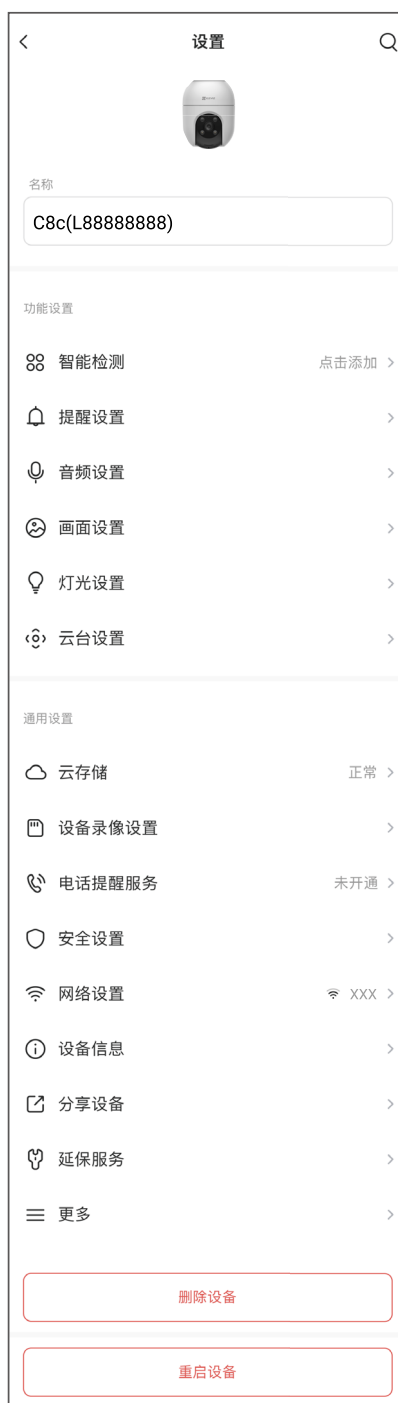 设置
名称
C8c(L88888888)
功能设置
智能检测 点击添加
提醒设置
音频设置
画面设置
灯光设置
云台设置
通用设置
云存储 正常
设备录像设置
电话提醒服务 未开通
安全设置
网络设置 XXX
设备信息
分享设备
延保服务
更多
删除设备
重启设备